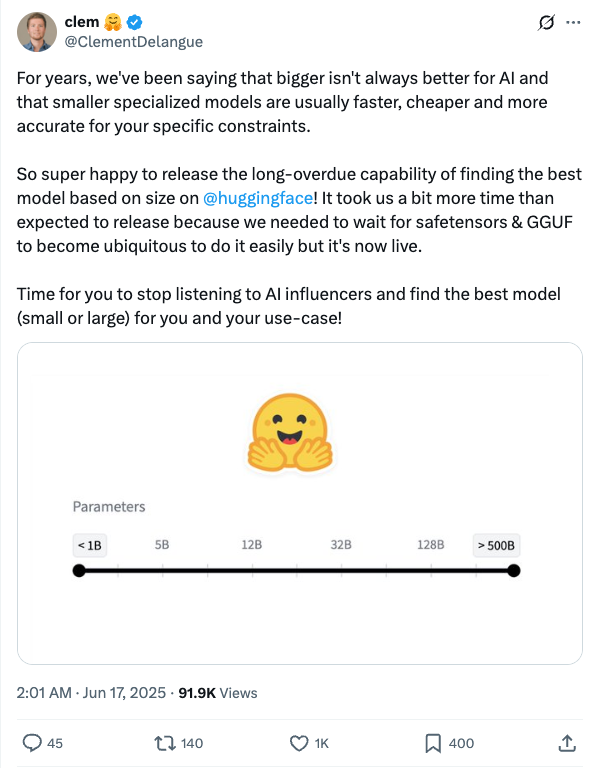 clem 🤗
@ClementDelangue
For years, we've been saying that bigger isn't always better for AI and
that smaller specialized models are usually faster, cheaper and more
accurate for your specific constraints.
So super happy to release the long-overdue capability of finding the best
model based on size on @huggingface! It took us a bit more time than
expected to release because we needed to wait for safetensors & GGUF
to become ubiquitous to do it easily but it's now live.
Time for you to stop listening to AI influencers and find the best model
(small or large) for you and your use-case!
Parameters
< 1B 5B 12B 32B 128B > 500B
2:01 AM · Jun 17, 2025 · 91.9K Views
45 140 1K 400